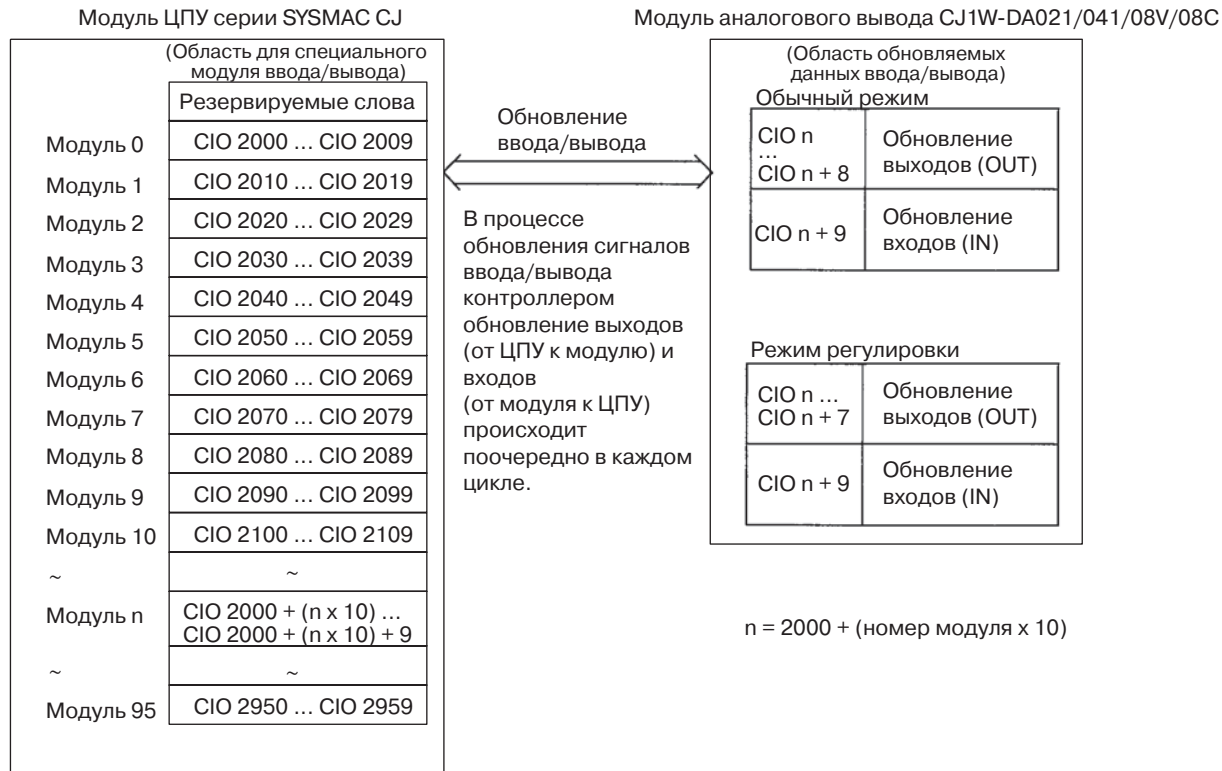 Модуль ЦПУ серии SYSMAC CJ
(Область для специального
модуля ввода/вывода)
Резервируемые слова
Модуль 0 CIO 2000 ... CIO 2009
Модуль 1 CIO 2010 ... CIO 2019
Модуль 2 CIO 2020 ... CIO 2029
Модуль 3 CIO 2030 ... CIO 2039
Модуль 4 CIO 2040 ... CIO 2049
Модуль 5 CIO 2050 ... CIO 2059
Модуль 6 CIO 2060 ... CIO 2069
Модуль 7 CIO 2070 ... CIO 2079
Модуль 8 CIO 2080 ... CIO 2089
Модуль 9 CIO 2090 ... CIO 2099
Модуль 10 CIO 2100 ... CIO 2109
~ ~
Модуль n CIO 2000 + (n x 10) ...
CIO 2000 + (n x 10) + 9
~ ~
Модуль 95 CIO 2950 ... CIO 2959
Обновление
ввода/вывода
В процессе
обновления сигналов
ввода/вывода
контроллером
обновление выходов
(от ЦПУ к модулю) и
входов
(от модуля к ЦПУ)
происходит
поочередно в каждом
цикле.
Модуль аналогового вывода CJ1W-DA021/041/08V/08C
(Область обновляемых
данных ввода/вывода)
Обычный режим
CIO n
...
CIO n + 8
Обновление
выходов (OUT)
CIO n + 9
Обновление
входов (IN)
Режим регулировки
CIO n ...
CIO n + 7
Обновление
выходов (OUT)
CIO n + 9
Обновление
входов (IN)
n = 2000 + (номер модуля x 10)